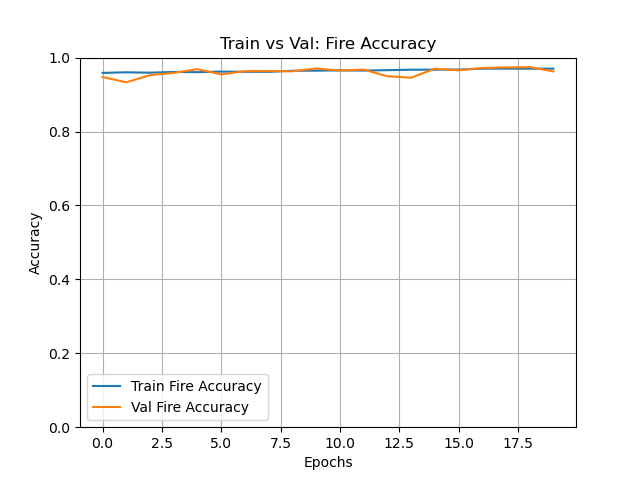 Train vs Val: Fire Accuracy
1.0
0.8
0.6
0.4
0.2
0.0
Accuracy
Train Fire Accuracy
Val Fire Accuracy
0.0 2.5 5.0 7.5 10.0 12.5 15.0 17.5
Epochs